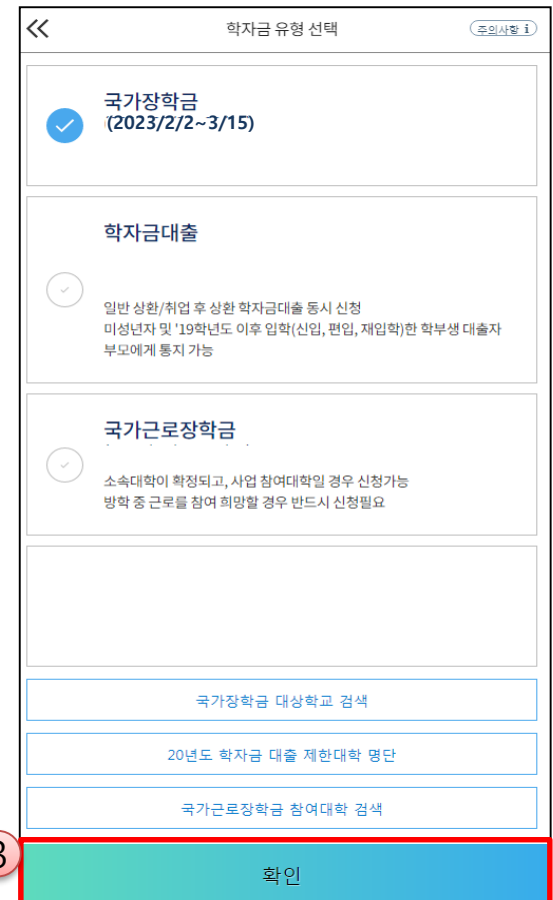 학자금 유형 선택
주의사항 i
국가장학금
(2023/2/2~3/15)
학자금대출
일반 상환/취업 후 상환 학자금대출 동시 신청
미성년자 및 '19학년도 이후 입학(신입, 편입, 재입학)한 학부생 대출자
부모에게 통지 가능
국가근로장학금
소속대학이 확정되고, 사업 참여대학일 경우 신청가능
방학 중 근로를 참여 희망할 경우 반드시 신청필요
국가장학금 대상학교 검색
20년도 학자금 대출 제한대학 명단
국가근로장학금 참여대학 검색
3
확인